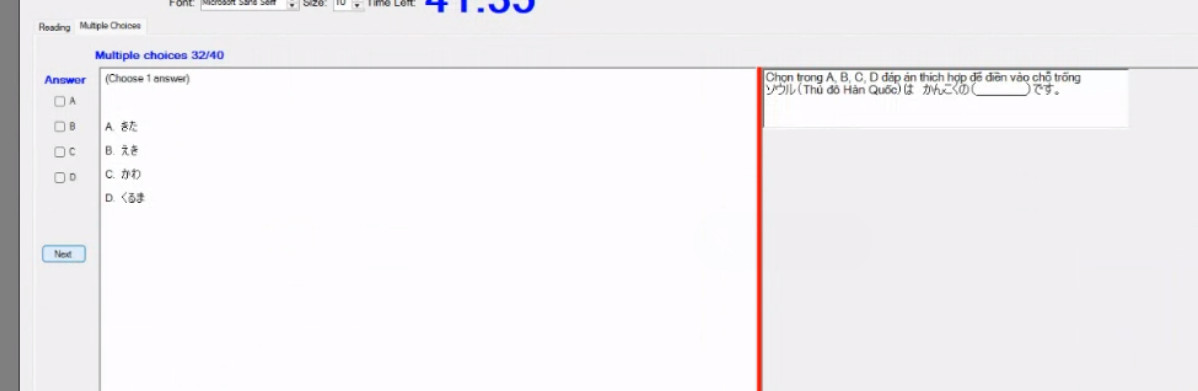 Font: Microsoft Sans Serif Size: 10 Time Left: 41:35
Reading Multiple Choices
Multiple choices 32/40
Answer
(Choose 1 answer)
A
B
C
D
A. きた
B. えき
C. かわ
D. くるま
Next
Chọn trong A, B, C, D đáp án thích hợp để điền vào chỗ trống
ソウル(Thủ đô Hàn Quốc)は かんこくの(________)です。